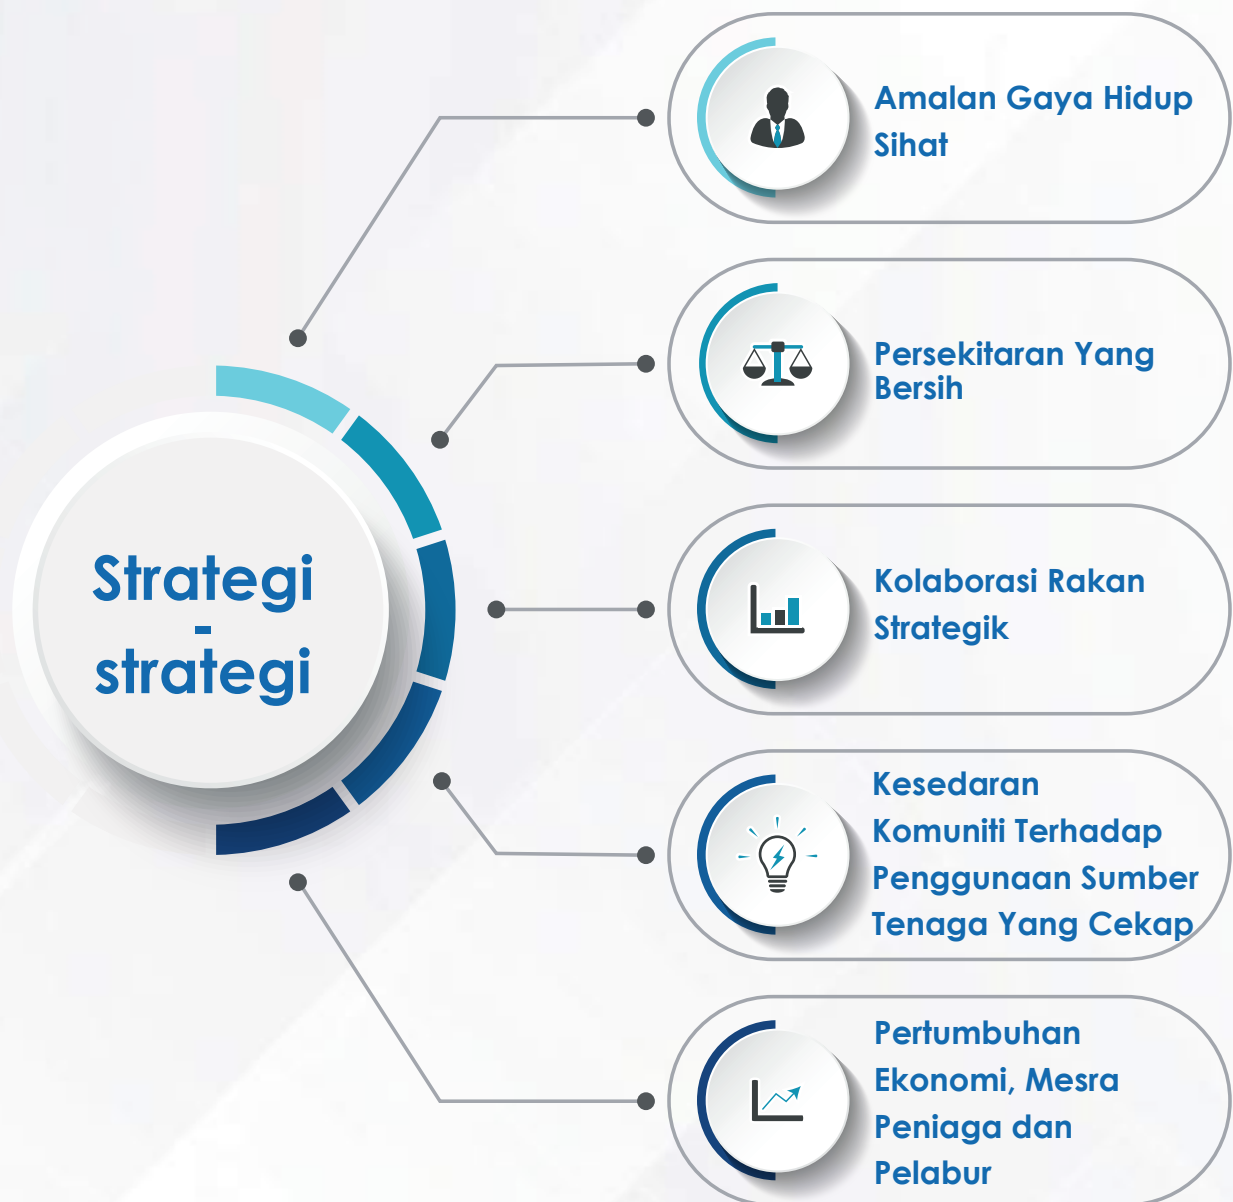 Strategi
-
strategi
Amalan Gaya Hidup
Sihat
Persekitaran Yang
Bersih
Kolaborasi Rakan
Strategik
Kesedaran
Komuniti Terhadap
Penggunaan Sumber
Tenaga Yang Cekap
Pertumbuhan
Ekonomi, Mesra
Peniaga dan
Pelabur